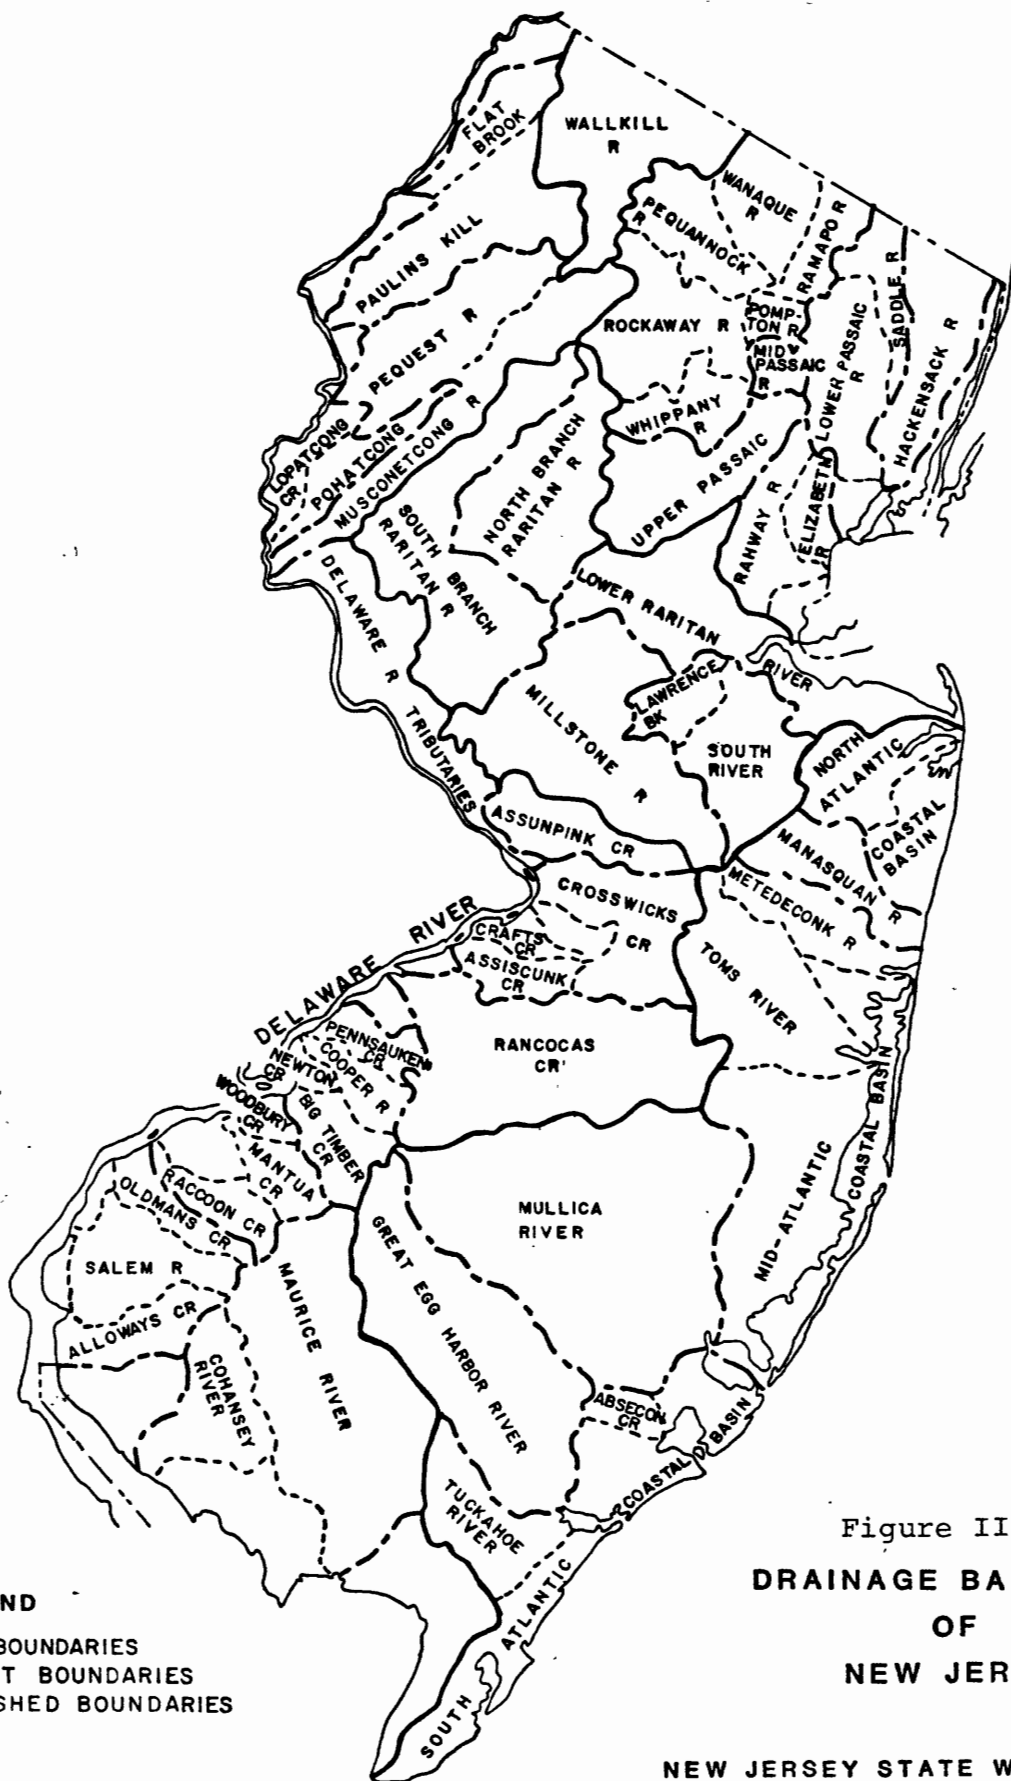 FLAT
BROOK
WALLKILL
R
WANAQUE
R
PEQUANNOCK
R
RAMAPO R
SADDLE R
HACKENSACK R
PAULINS KILL
PEQUEST R
ROCKAWAY R
POMP-
TON R
MID
PASSAIC
R
LOWER PASSAIC
R
WHIPPANY
R
UPPER PASSAIC
LOPATCONG
CR
POHATCONG
MUSCONETCONG R
NORTH BRANCH
RARITAN R
SOUTH BRANCH
RARITAN R
RAHWAY R
ELIZABETH
R
DELAWARE R TRIBUTARIES
LOWER RARITAN
RIVER
MILLSTONE R
LAWRENCE
BK
SOUTH
RIVER
NORTH
ATLANTIC
COASTAL
BASIN
ASSUNPINK CR
MANASQUAN R
METEDECONK R
CROSSWICKS
CR
CRAFTS
CR
ASSISCUNK
CR
TOMS RIVER
DELAWARE RIVER
RANCOCAS
CR
PENNSAUKEN
CR
COOPER R
NEWTON
CR
BIG TIMBER
CR
WOODBURY
CR
MANTUA
CR
RACCOON CR
OLDMANS CR
SALEM R
ALLOWAYS CR
COHANSEY
RIVER
MAURICE RIVER
GREAT EGG HARBOR RIVER
MULLICA
RIVER
MID-ATLANTIC
COASTAL BASIN
ABSECON
CR
TUCKAHOE
RIVER
SOUTH ATLANTIC
COASTAL BASIN
Figure II
DRAINAGE BA
OF
NEW JER
ND
BOUNDARIES
T BOUNDARIES
SHED BOUNDARIES
NEW JERSEY STATE W